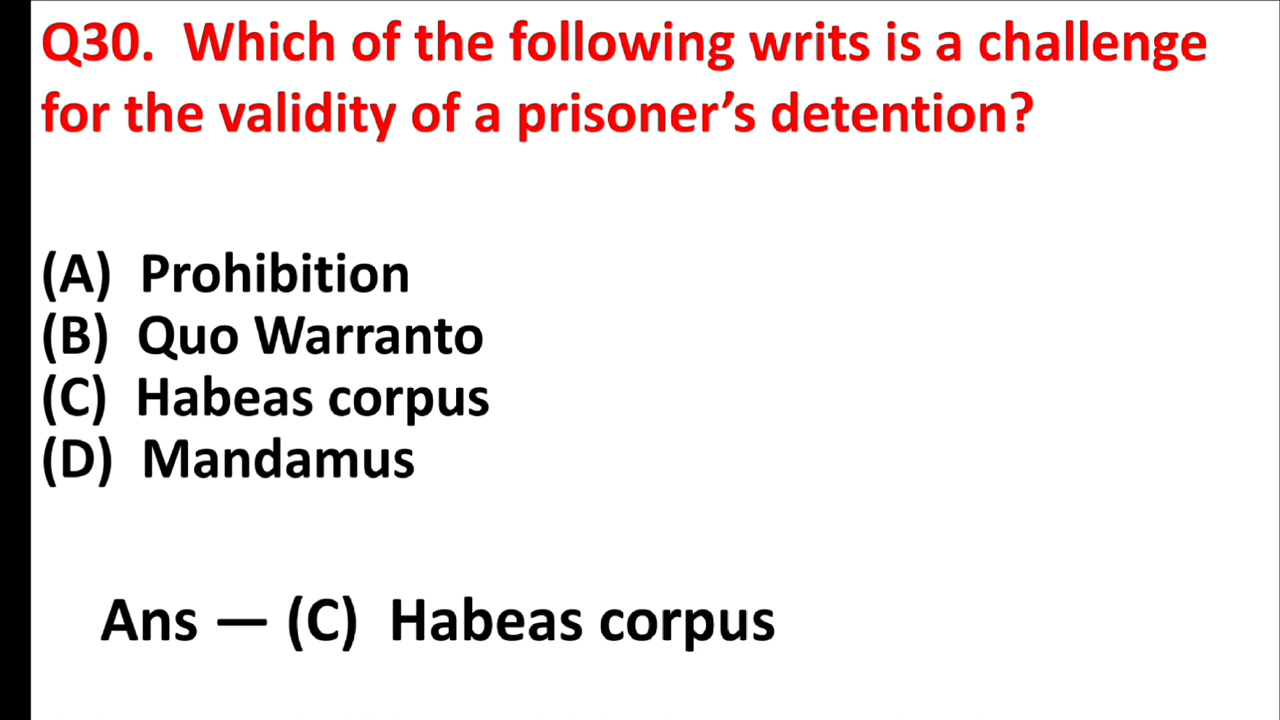 Q30. Which of the following writs is a challenge
for the validity of a prisoner’s detention?
(A) Prohibition
(B) Quo Warranto
(C) Habeas corpus
(D) Mandamus
Ans — (C) Habeas corpus